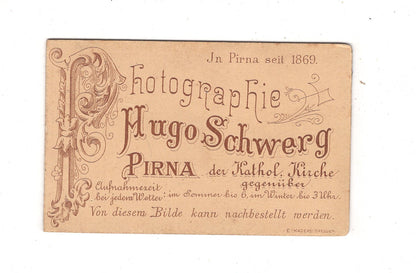 Jn Pirna seit 1869.
Photographie
Hugo Schwerg
PIRNA der Kathol. Kirche
gegenüber
Aufnahmezeit
bei jedem Wetter: im Sommer bis 6, im Winter bis 3 Uhr.
Von diesem Bilde kann nachbestellt werden.